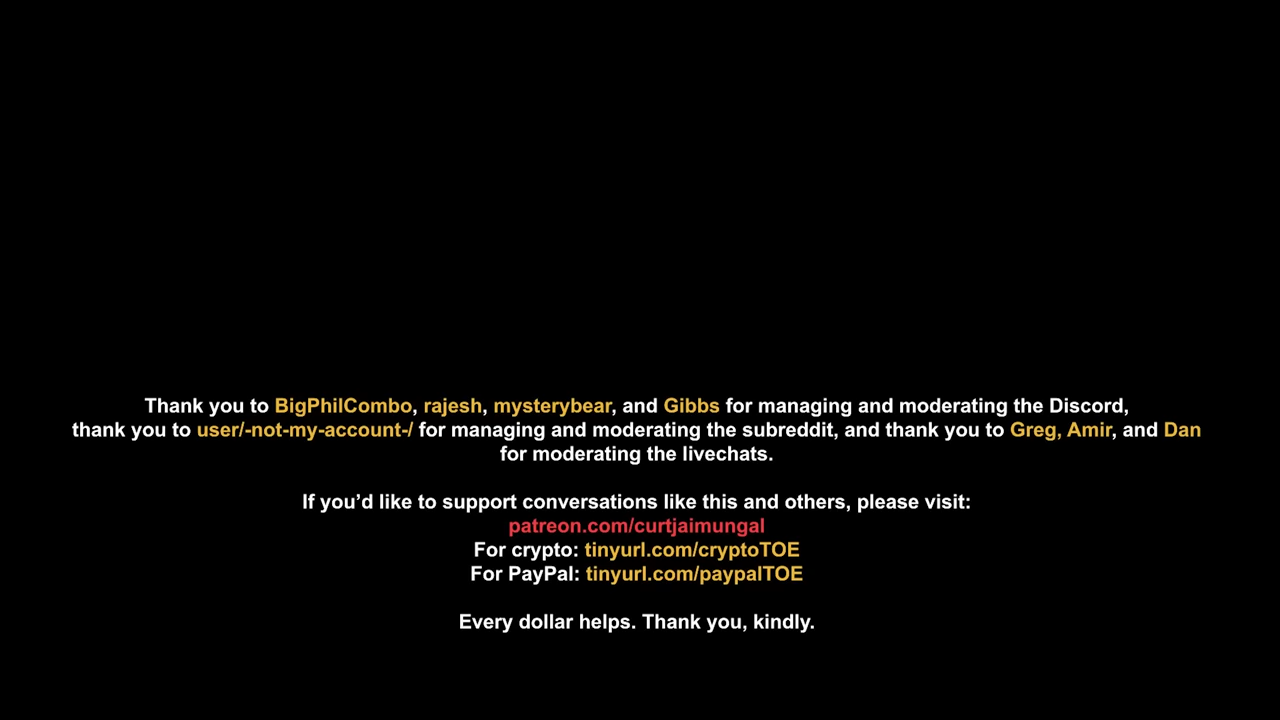 Thank you to BigPhilCombo, rajesh, mysterybear, and Gibbs for managing and moderating the Discord,
thank you to user/-not-my-account-/ for managing and moderating the subreddit, and thank you to Greg, Amir, and Dan
for moderating the livechats.
If you’d like to support conversations like this and others, please visit:
patreon.com/curtjaimungal
For crypto: tinyurl.com/cryptoTOE
For PayPal: tinyurl.com/paypalTOE
Every dollar helps. Thank you, kindly.